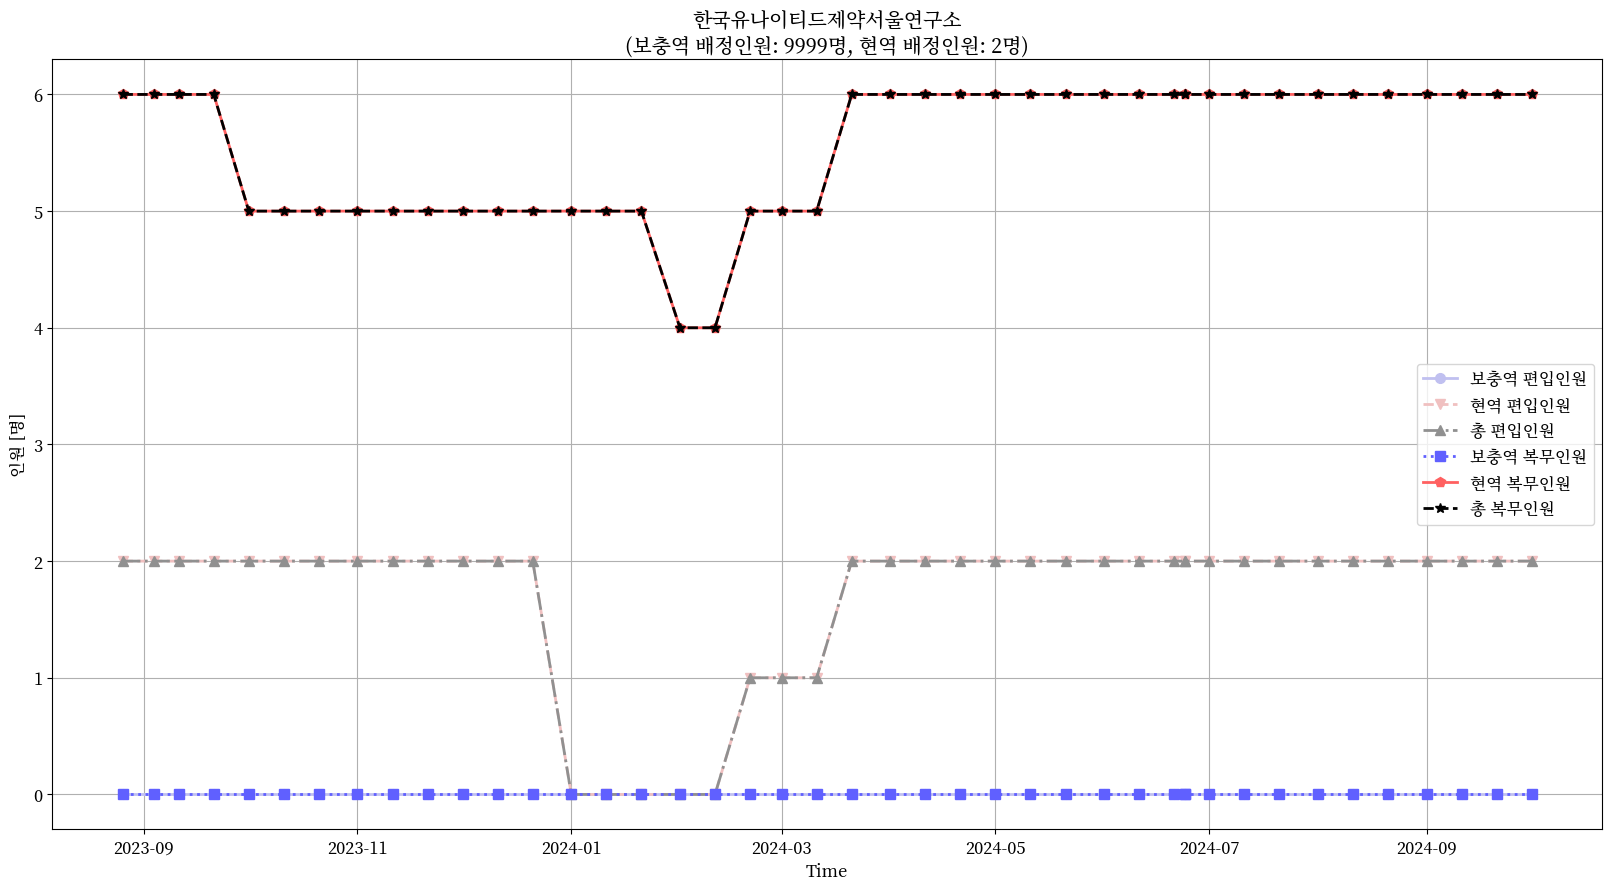 한국유나이티드제약서울연구소
(보충역 배정인원: 9999명, 현역 배정인원: 2명)
인원 [명]
6
5
4
3
2
1
0
보충역 편입인원
현역 편입인원
총 편입인원
보충역 복무인원
현역 복무인원
총 복무인원
2023-09
2023-11
2024-01
2024-03
2024-05
2024-07
2024-09
Time